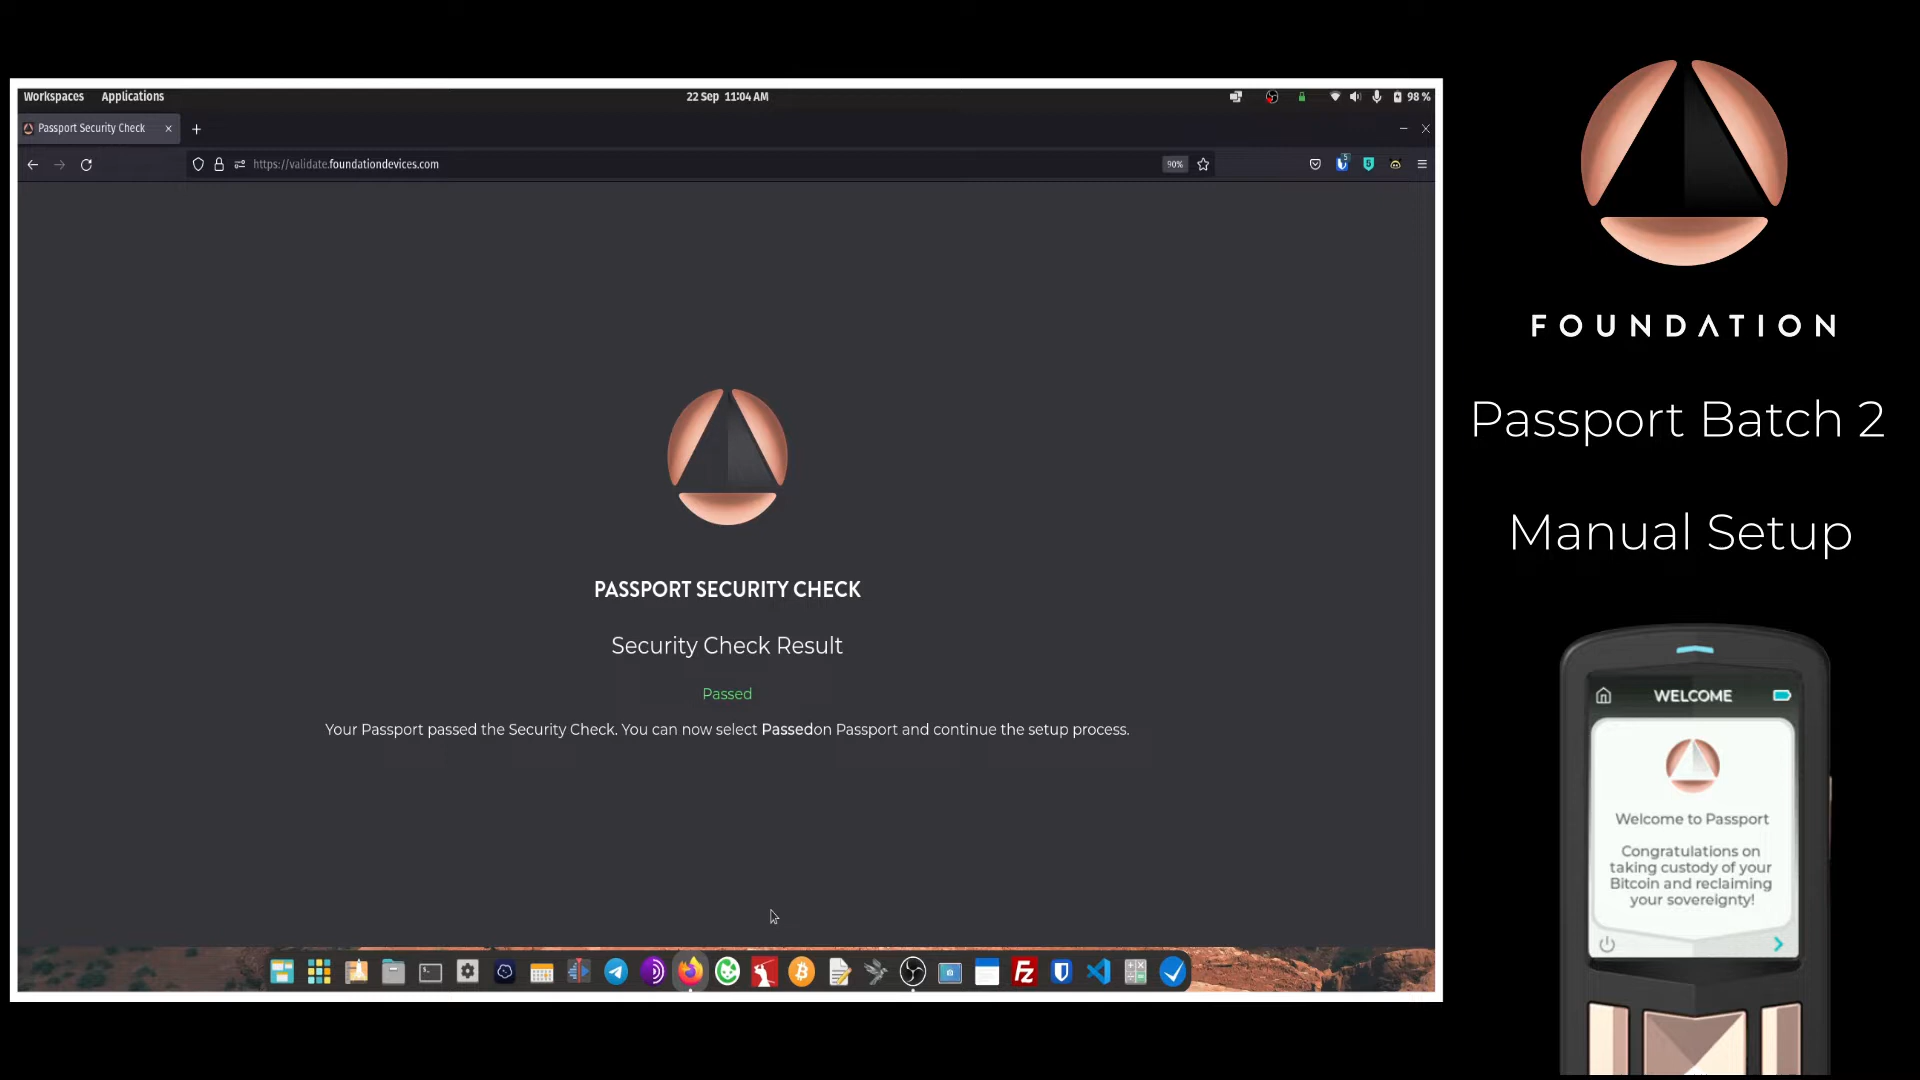 Workspaces Applications 22 Sep 11:04 AM 98 %
Passport Security Check
https://validate.foundationdevices.com 90%
PASSPORT SECURITY CHECK
Security Check Result
Passed
Your Passport passed the Security Check. You can now select Passedon Passport and continue the setup process.
FOUNDATION
Passport Batch 2
Manual Setup
WELCOME
Welcome to Passport
Congratulations on
taking custody of your
Bitcoin and reclaiming
your sovereignty!